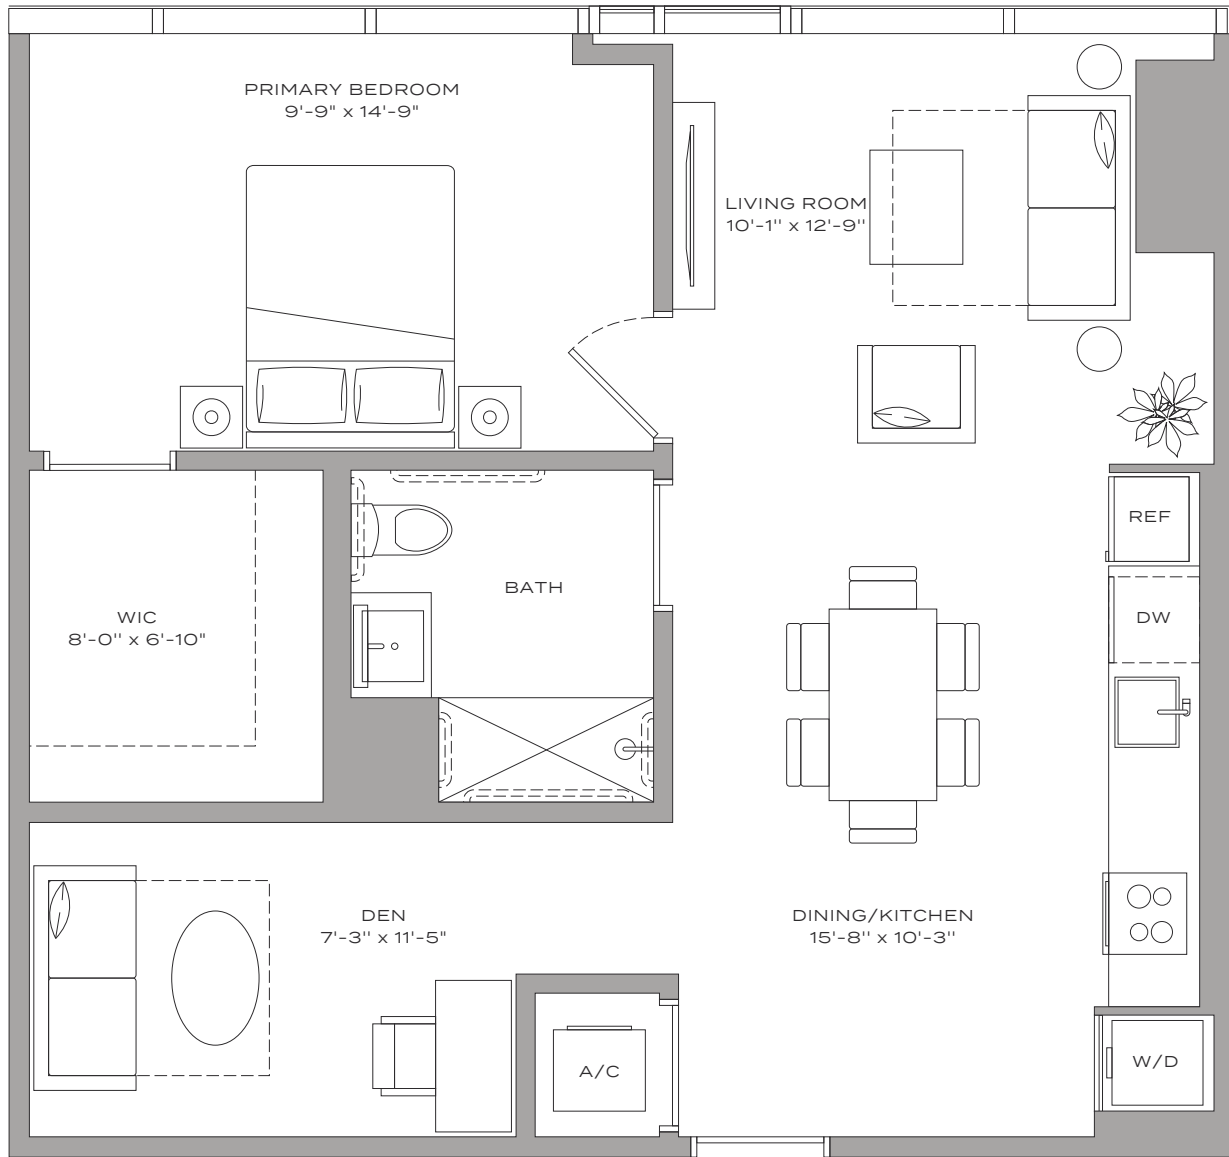 PRIMARY BEDROOM
9'-9" x 14'-9"
LIVING ROOM
10'-1" x 12'-9"
REF
BATH
WIC
8'-0" x 6'-10"
DW
DEN
7'-3" x 11'-5"
DINING/KITCHEN
15'-8" x 10'-3"
A/C
W/D